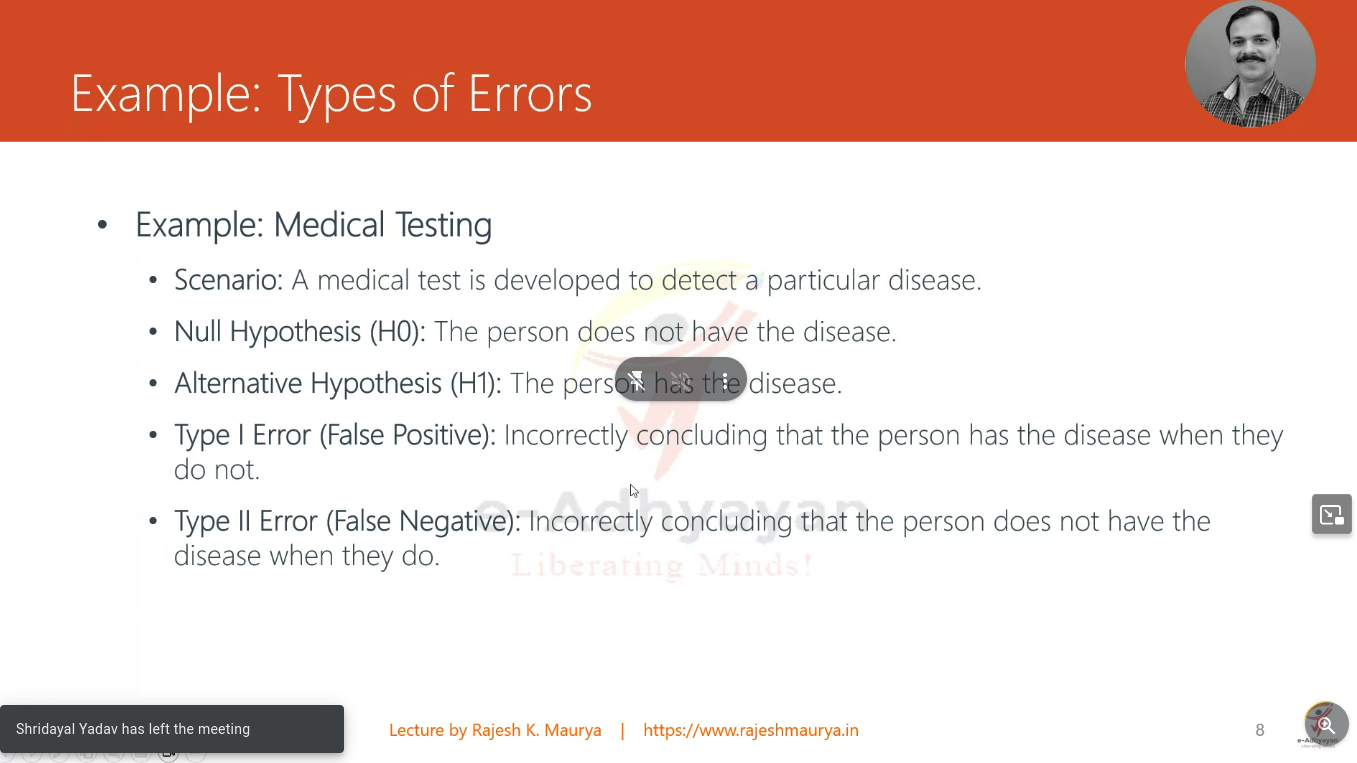 Example: Types of Errors
• Example: Medical Testing
• Scenario: A medical test is developed to detect a particular disease.
• Null Hypothesis (H0): The person does not have the disease.
• Alternative Hypothesis (H1): The person has the disease.
• Type I Error (False Positive): Incorrectly concluding that the person has the disease when they
do not.
• Type II Error (False Negative): Incorrectly concluding that the person does not have the
disease when they do.
e-Adhyayan
Liberating Minds!
Shridayal Yadav has left the meeting
Lecture by Rajesh K. Maurya | https://www.rajeshmaurya.in
8
e-Adhyayan